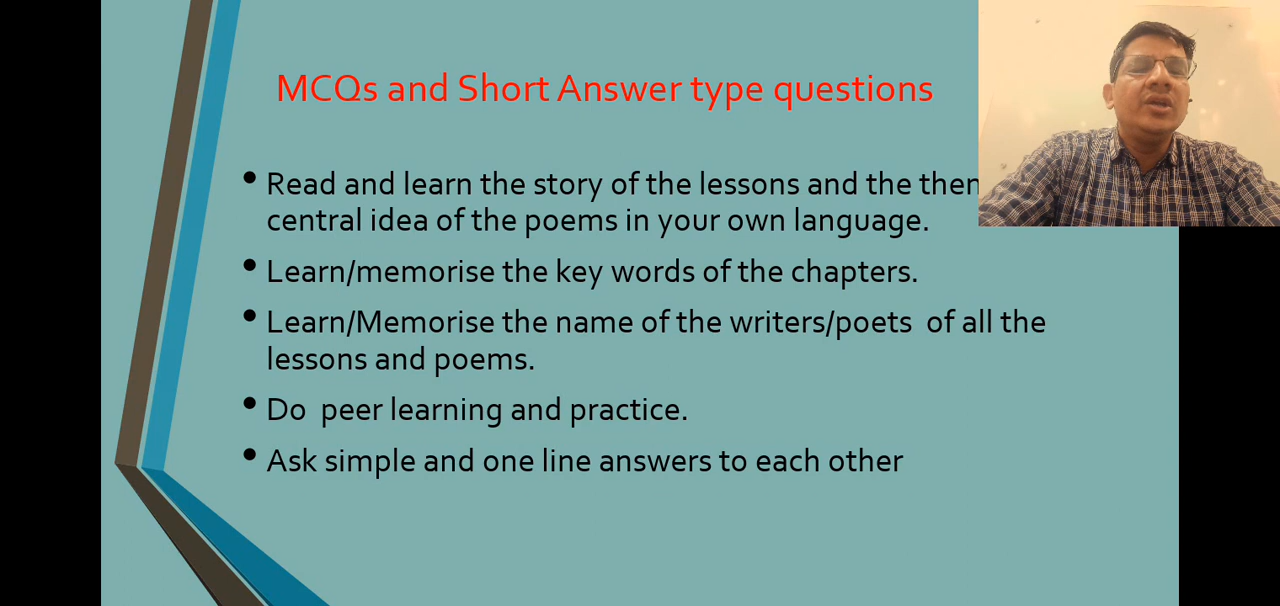 MCQs and Short Answer type questions
• Read and learn the story of the lessons and the
central idea of the poems in your own language.
• Learn/memorise the key words of the chapters.
• Learn/Memorise the name of the writers/poets  of all the
lessons and poems.
• Do  peer learning and practice.
• Ask simple and one line answers to each other